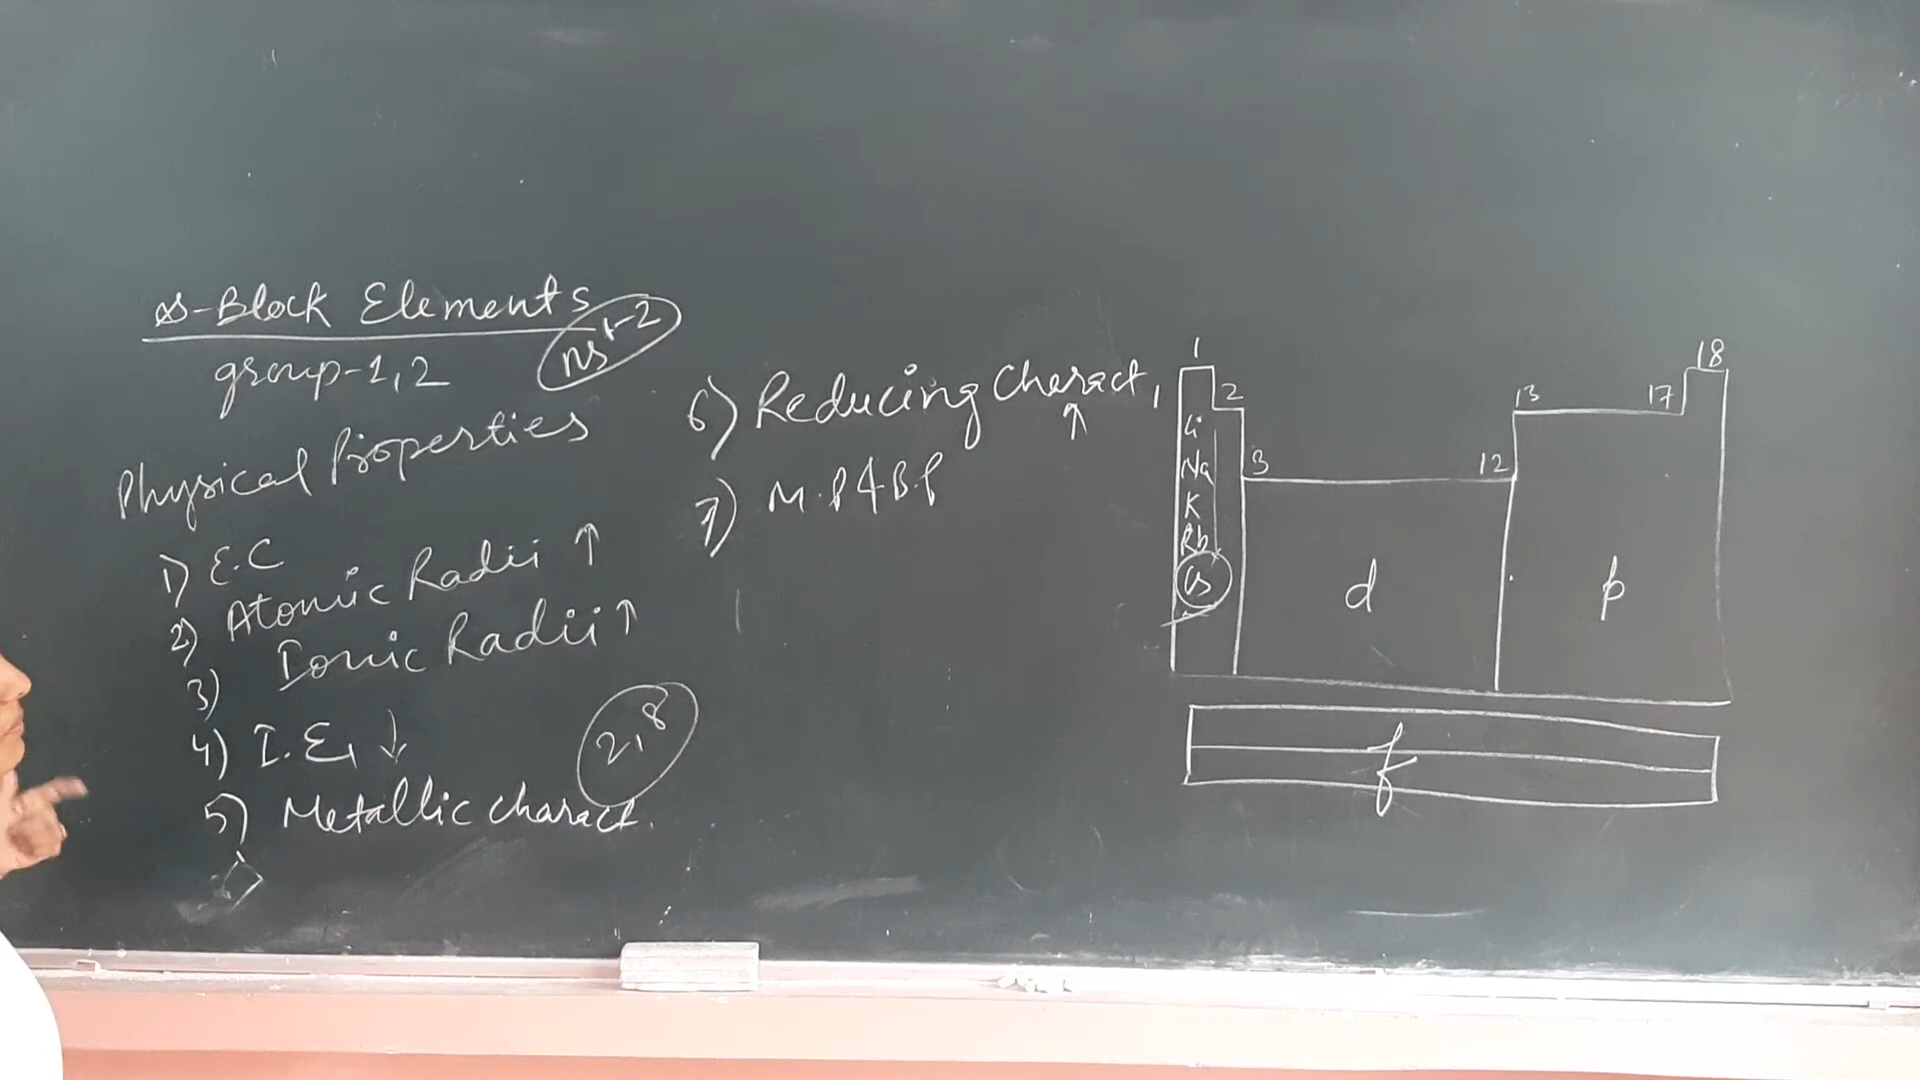 s-Block Elements
ns1-2
group-1,2
Physical Properties
1) E.C
2) Atomic Radii ↑
3) Ionic Radii ↑
4) I.E1 ↓
2,8
5) Metallic charact.
6) Reducing Charact, ↑
7) M.P & B.P
1
2
3
12
13
17
18
Li
Na
K
Rb
Cs
d
p
f